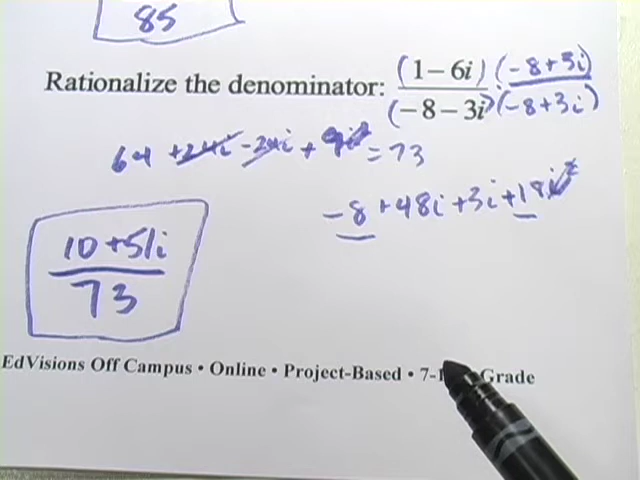 85
Rationalize the denominator: (1 − 6i) (-8+3i)
(− 8 − 3i) (-8+3i)
64 +24i -24i + 9i² = 73
-8 +48i +3i +18i²
10 + 51i
73
EdVisions Off Campus • Online • Project-Based • 7-1 Grade